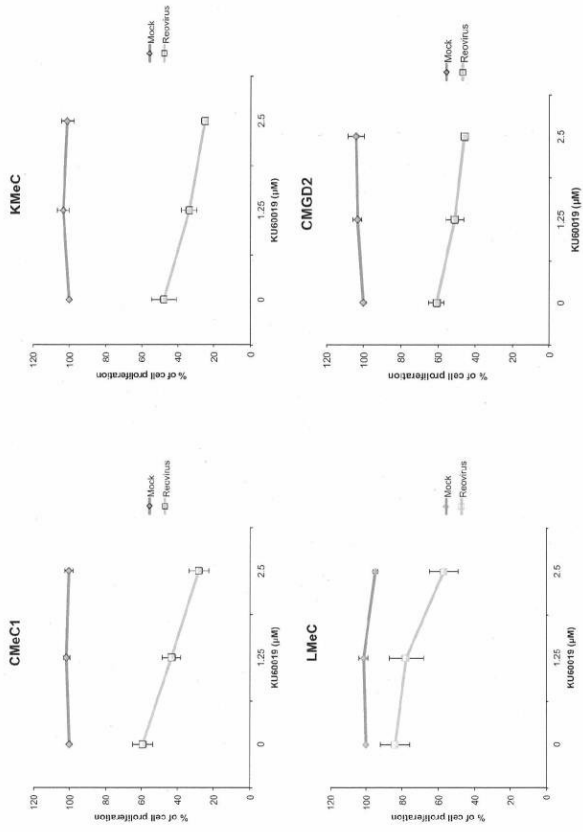 CMeC1
120
100
80
60
40
20
0
% of cell proliferation
0
1.25
2.5
KU60019 (µM)
Mock
Reovirus
KMeC
120
100
80
60
40
20
0
% of cell proliferation
0
1.25
2.5
KU60019 (µM)
Mock
Reovirus
LMeC
120
100
80
60
40
20
0
% of cell proliferation
0
1.25
2.5
KU60019 (µM)
Mock
Reovirus
CMGD2
120
100
80
60
40
20
0
% of cell proliferation
0
1.25
2.5
KU60019 (µM)
Mock
Reovirus